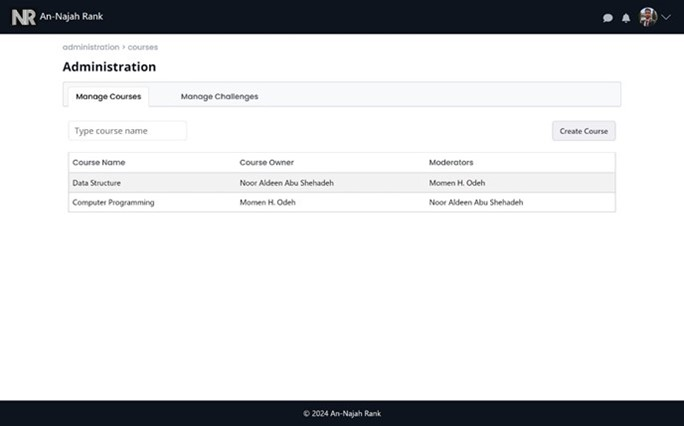 NR An-Najah Rank
administration > courses
Administration
Manage Courses Manage Challenges
Type course name Create Course
Course Name Course Owner Moderators
Data Structure Noor Aldeen Abu Shehadeh Momen H. Odeh
Computer Programming Momen H. Odeh Noor Aldeen Abu Shehadeh
© 2024 An-Najah Rank